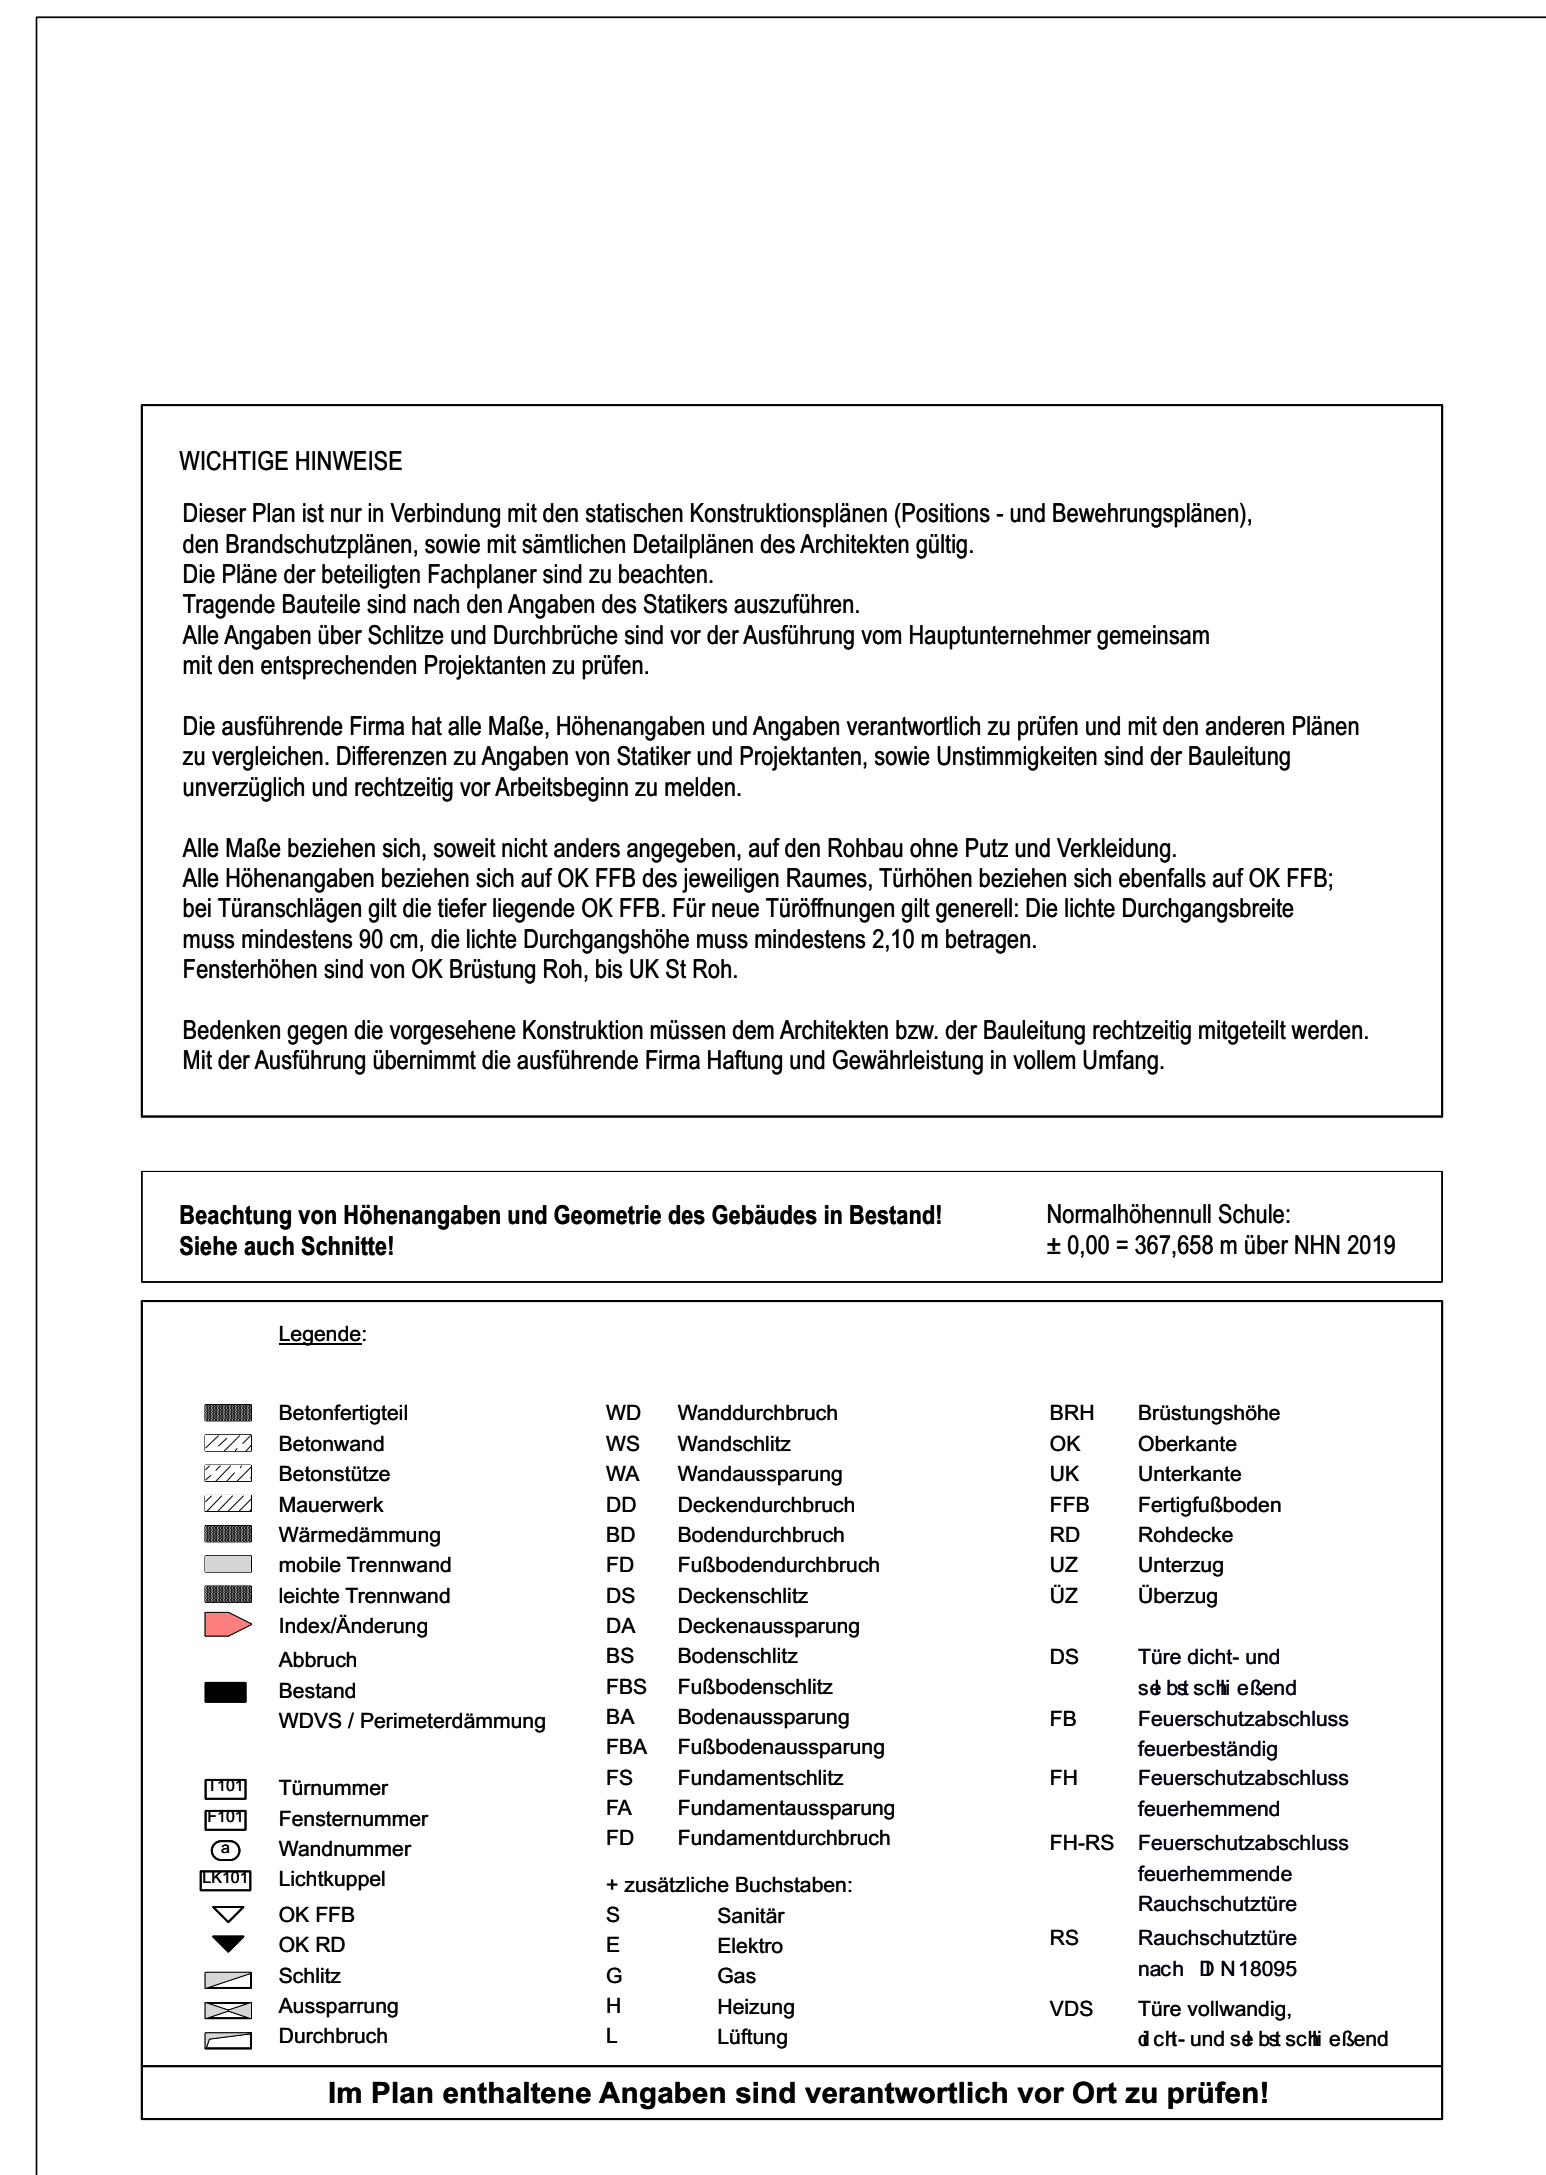 WICHTIGE HINWEISE
Dieser Plan ist nur in Verbindung mit den statischen Konstruktionsplänen (Positions - und Bewehrungsplänen),
den Brandschutzplänen, sowie mit sämtlichen Detailplänen des Architekten gültig.
Die Pläne der beteiligten Fachplaner sind zu beachten.
Tragende Bauteile sind nach den Angaben des Statikers auszuführen.
Alle Angaben über Schlitze und Durchbrüche sind vor der Ausführung vom Hauptunternehmer gemeinsam
mit den entsprechenden Projektanten zu prüfen.
Die ausführende Firma hat alle Maße, Höhenangaben und Angaben verantwortlich zu prüfen und mit den anderen Plänen
zu vergleichen. Differenzen zu Angaben von Statiker und Projektanten, sowie Unstimmigkeiten sind der Bauleitung
unverzüglich und rechtzeitig vor Arbeitsbeginn zu melden.
Alle Maße beziehen sich, soweit nicht anders angegeben, auf den Rohbau ohne Putz und Verkleidung.
Alle Höhenangaben beziehen sich auf OK FFB des jeweiligen Raumes, Türhöhen beziehen sich ebenfalls auf OK FFB;
bei Türanschlägen gilt die tiefer liegende OK FFB. Für neue Türöffnungen gilt generell: Die lichte Durchgangsbreite
muss mindestens 90 cm, die lichte Durchgangshöhe muss mindestens 2,10 m betragen.
Fensterhöhen sind von OK Brüstung Roh, bis UK St Roh.
Bedenken gegen die vorgesehene Konstruktion müssen dem Architekten bzw. der Bauleitung rechtzeitig mitgeteilt werden.
Mit der Ausführung übernimmt die ausführende Firma Haftung und Gewährleistung in vollem Umfang.
Beachtung von Höhenangaben und Geometrie des Gebäudes in Bestand!
Siehe auch Schnitte!
Normalhöhennull Schule:
± 0,00 = 367,658 m über NHN 2019
Legende:
Betonfertigteil
Betonwand
Betonstütze
Mauerwerk
Wärmedämmung
mobile Trennwand
leichte Trennwand
Index/Änderung
Abbruch
Bestand
WDVS / Perimeterdämmung
T101 Türnummer
F101 Fensternummer
a Wandnummer
LK101 Lichtkuppel
OK FFB
OK RD
Schlitz
Aussparrung
Durchbruch
WD Wanddurchbruch
WS Wandschlitz
WA Wandaussparung
DD Deckendurchbruch
BD Bodendurchbruch
FD Fußbodendurchbruch
DS Deckenschlitz
DA Deckenaussparung
BS Bodenschlitz
FBS Fußbodenschlitz
BA Bodenaussparung
FBA Fußbodenaussparung
FS Fundamentschlitz
FA Fundamentaussparung
FD Fundamentdurchbruch
+ zusätzliche Buchstaben:
S Sanitär
E Elektro
G Gas
H Heizung
L Lüftung
BRH Brüstungshöhe
OK Oberkante
UK Unterkante
FFB Fertigfußboden
RD Rohdecke
UZ Unterzug
ÜZ Überzug
DS Türe dicht- und
selbstschließend
FB Feuerschutzabschluss
feuerbeständig
FH Feuerschutzabschluss
feuerhemmend
FH-RS Feuerschutzabschluss
feuerhemmende
Rauchschutztüre
RS Rauchschutztüre
nach DIN 18095
VDS Türe vollwandig,
dicht- und selbstschließend
Im Plan enthaltene Angaben sind verantwortlich vor Ort zu prüfen!